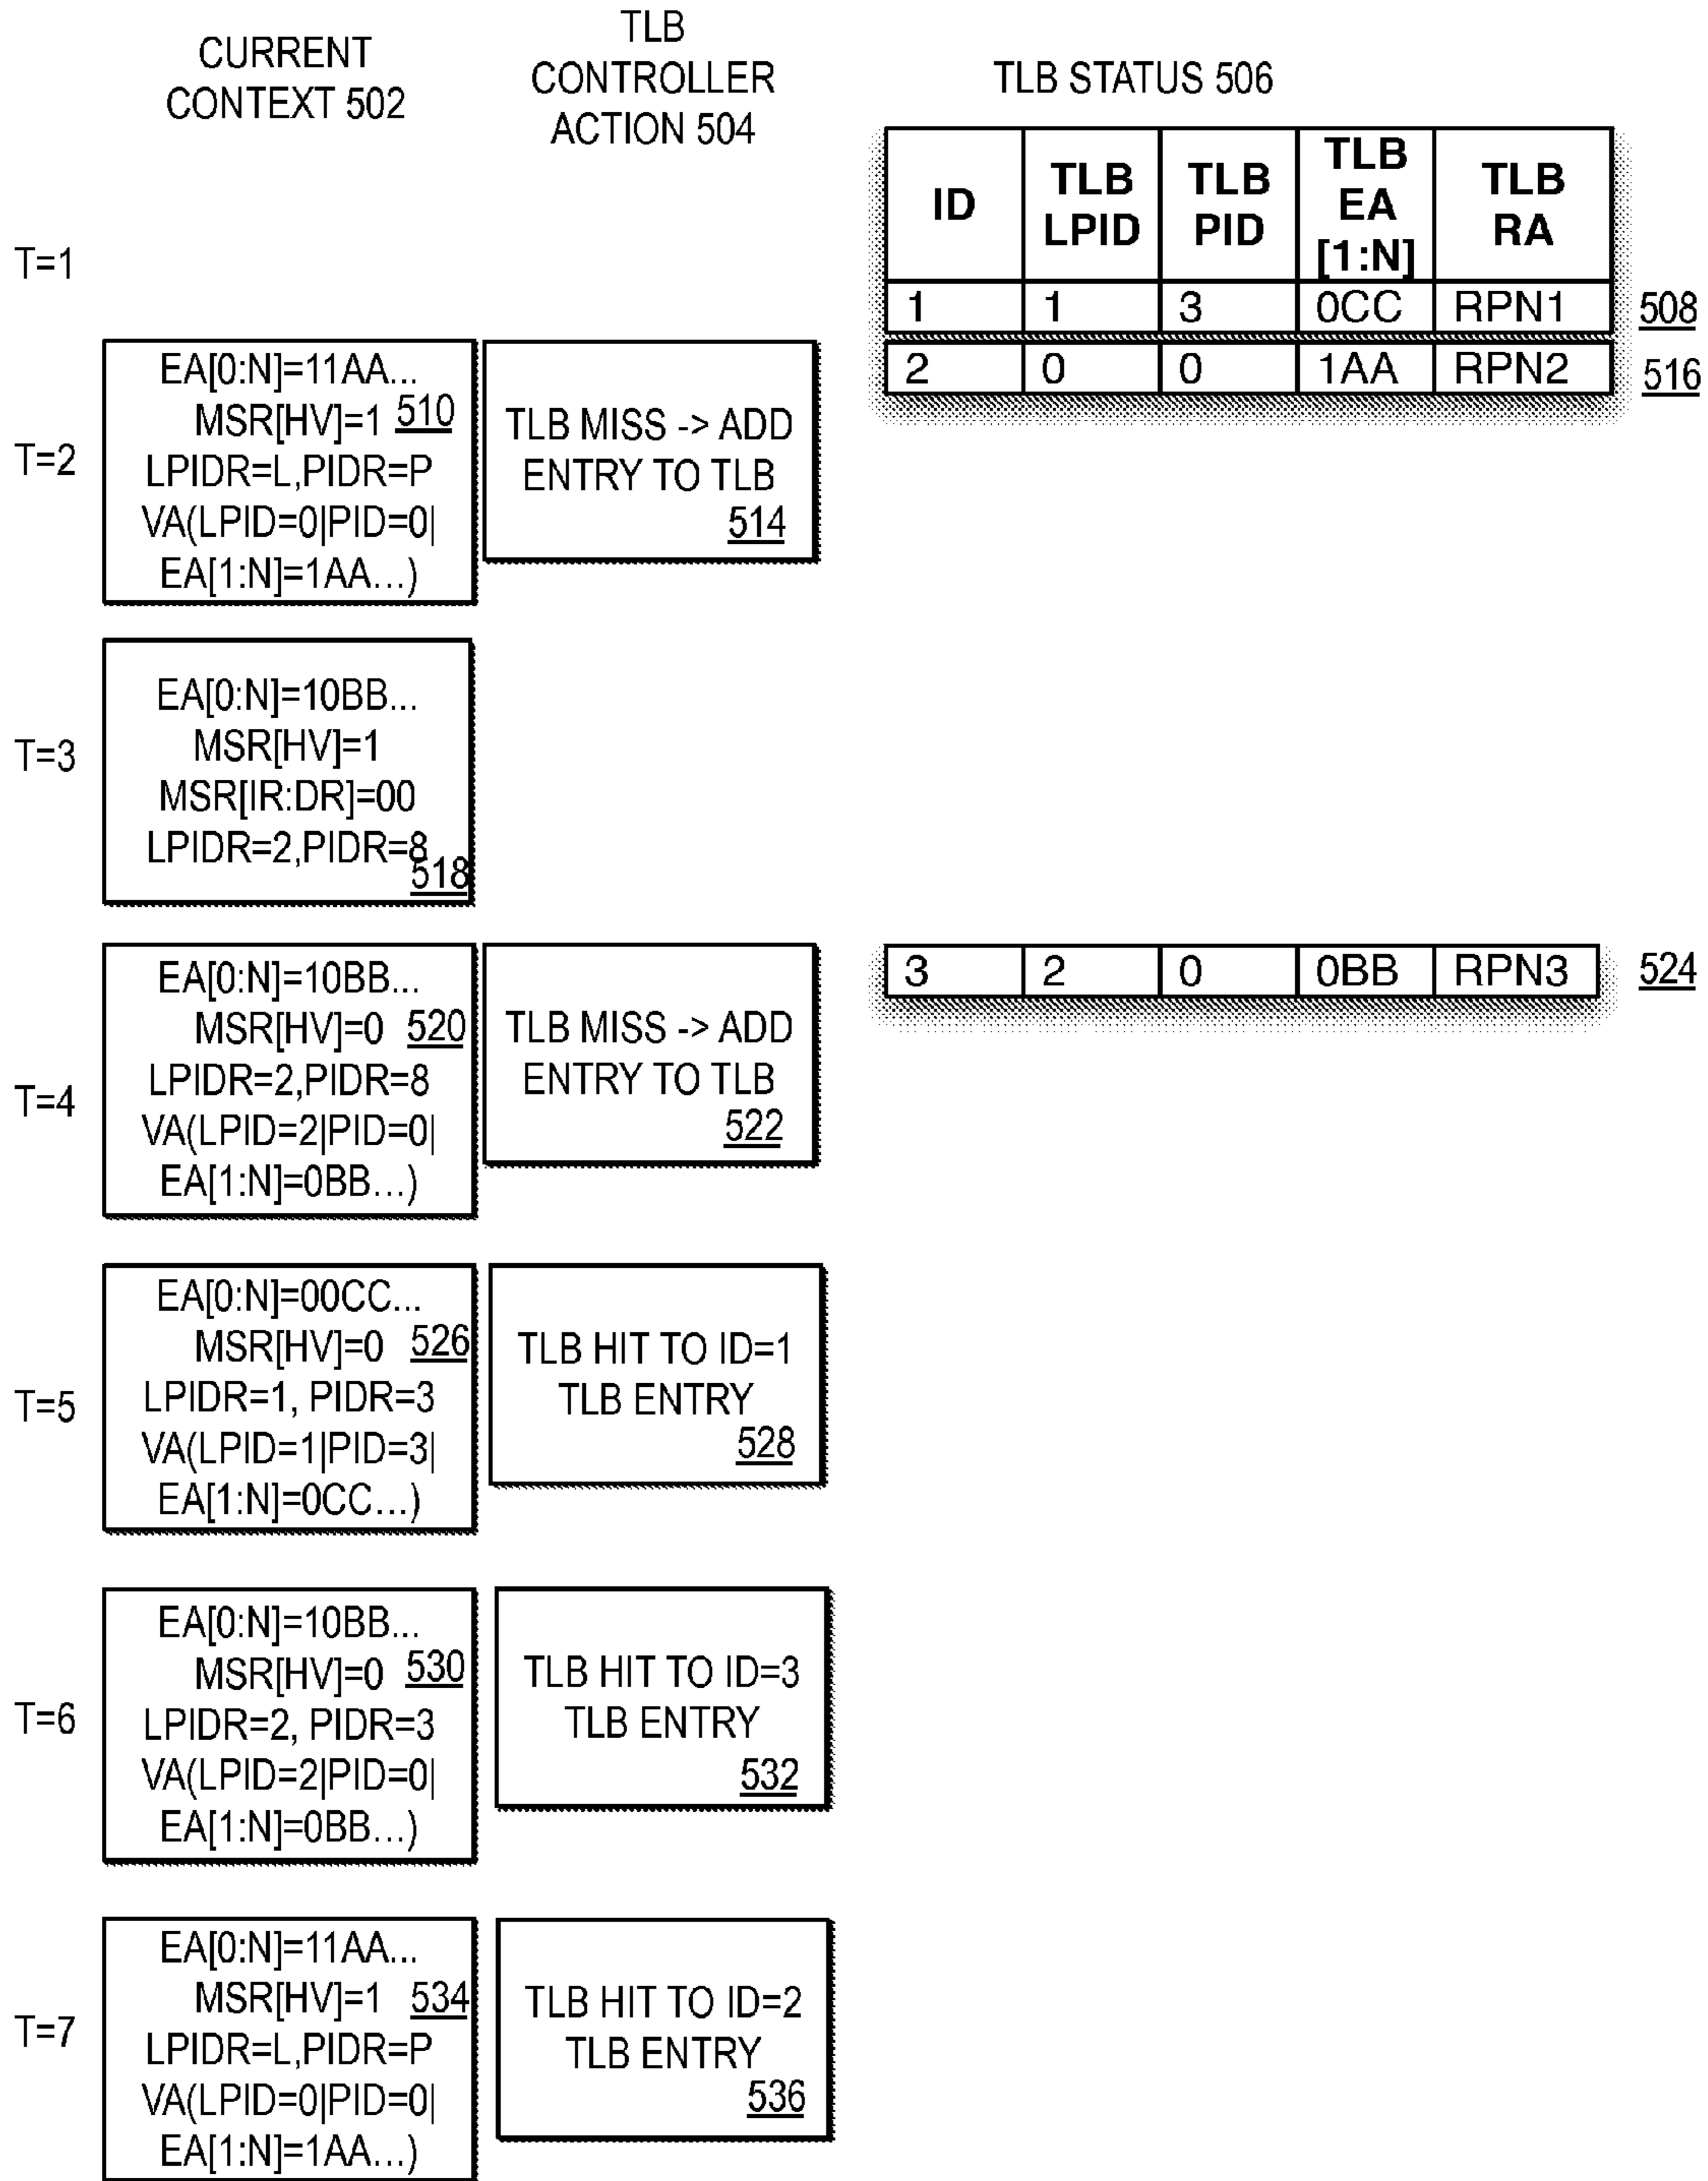 CURRENT
CONTEXT 502
TLB
CONTROLLER
ACTION 504
TLB STATUS 506
ID
TLB
LPID
TLB
PID
TLB
EA
[1:N]
TLB
RA
T=1
1 1 3 0CC RPN1 508
2 0 0 1AA RPN2 516
T=2
EA[0:N]=11AA...
MSR[HV]=1 510
LPIDR=L,PIDR=P
VA(LPID=0|PID=0|
EA[1:N]=1AA...)
TLB MISS -> ADD
ENTRY TO TLB
514
T=3
EA[0:N]=10BB...
MSR[HV]=1
MSR[IR:DR]=00
LPIDR=2,PIDR=8
518
T=4
EA[0:N]=10BB...
MSR[HV]=0 520
LPIDR=2,PIDR=8
VA(LPID=2|PID=0|
EA[1:N]=0BB...)
TLB MISS -> ADD
ENTRY TO TLB
522
3 2 0 0BB RPN3 524
T=5
EA[0:N]=00CC...
MSR[HV]=0 526
LPIDR=1, PIDR=3
VA(LPID=1|PID=3|
EA[1:N]=0CC...)
TLB HIT TO ID=1
TLB ENTRY
528
T=6
EA[0:N]=10BB...
MSR[HV]=0 530
LPIDR=2, PIDR=3
VA(LPID=2|PID=0|
EA[1:N]=0BB...)
TLB HIT TO ID=3
TLB ENTRY
532
T=7
EA[0:N]=11AA...
MSR[HV]=1 534
LPIDR=L,PIDR=P
VA(LPID=0|PID=0|
EA[1:N]=1AA...)
TLB HIT TO ID=2
TLB ENTRY
536